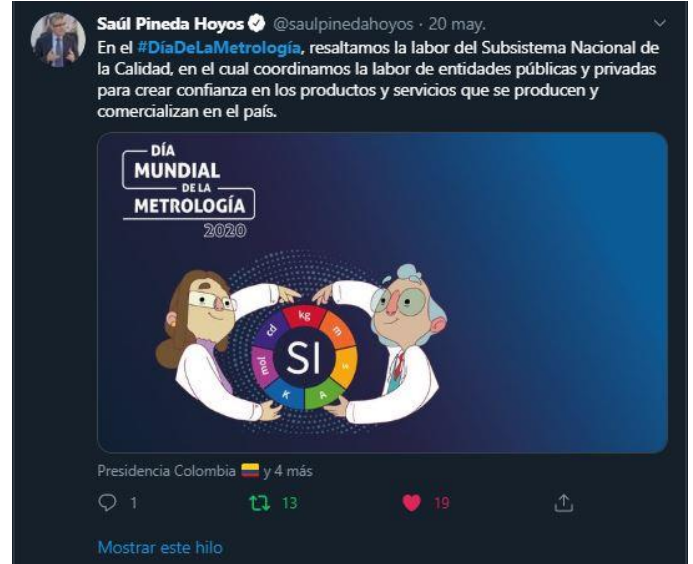 Saúl Pineda Hoyos @saulpinedahoyos · 20 may.
En el #DíaDeLaMetrología, resaltamos la labor del Subsistema Nacional de
la Calidad, en el cual coordinamos la labor de entidades públicas y privadas
para crear confianza en los productos y servicios que se producen y
comercializan en el país.
DÍA
MUNDIAL
DE LA
METROLOGÍA
2020
kg
m
s
A
K
mol
cd
SI
Presidencia Colombia 🇨🇴 y 4 más
1 13 19
Mostrar este hilo